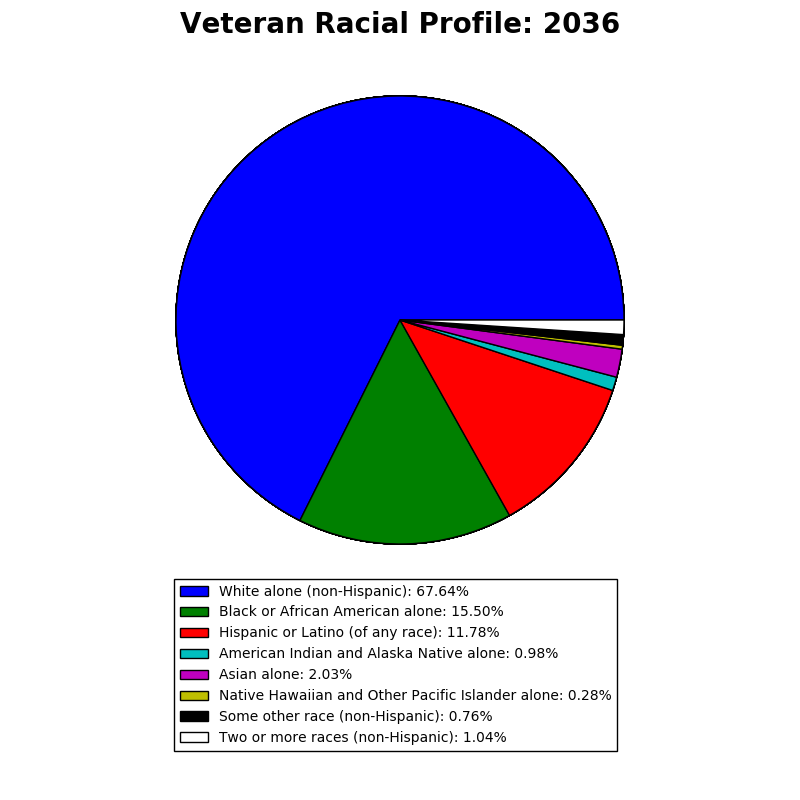 Veteran Racial Profile: 2036
White alone (non-Hispanic): 67.64%
Black or African American alone: 15.50%
Hispanic or Latino (of any race): 11.78%
American Indian and Alaska Native alone: 0.98%
Asian alone: 2.03%
Native Hawaiian and Other Pacific Islander alone: 0.28%
Some other race (non-Hispanic): 0.76%
Two or more races (non-Hispanic): 1.04%